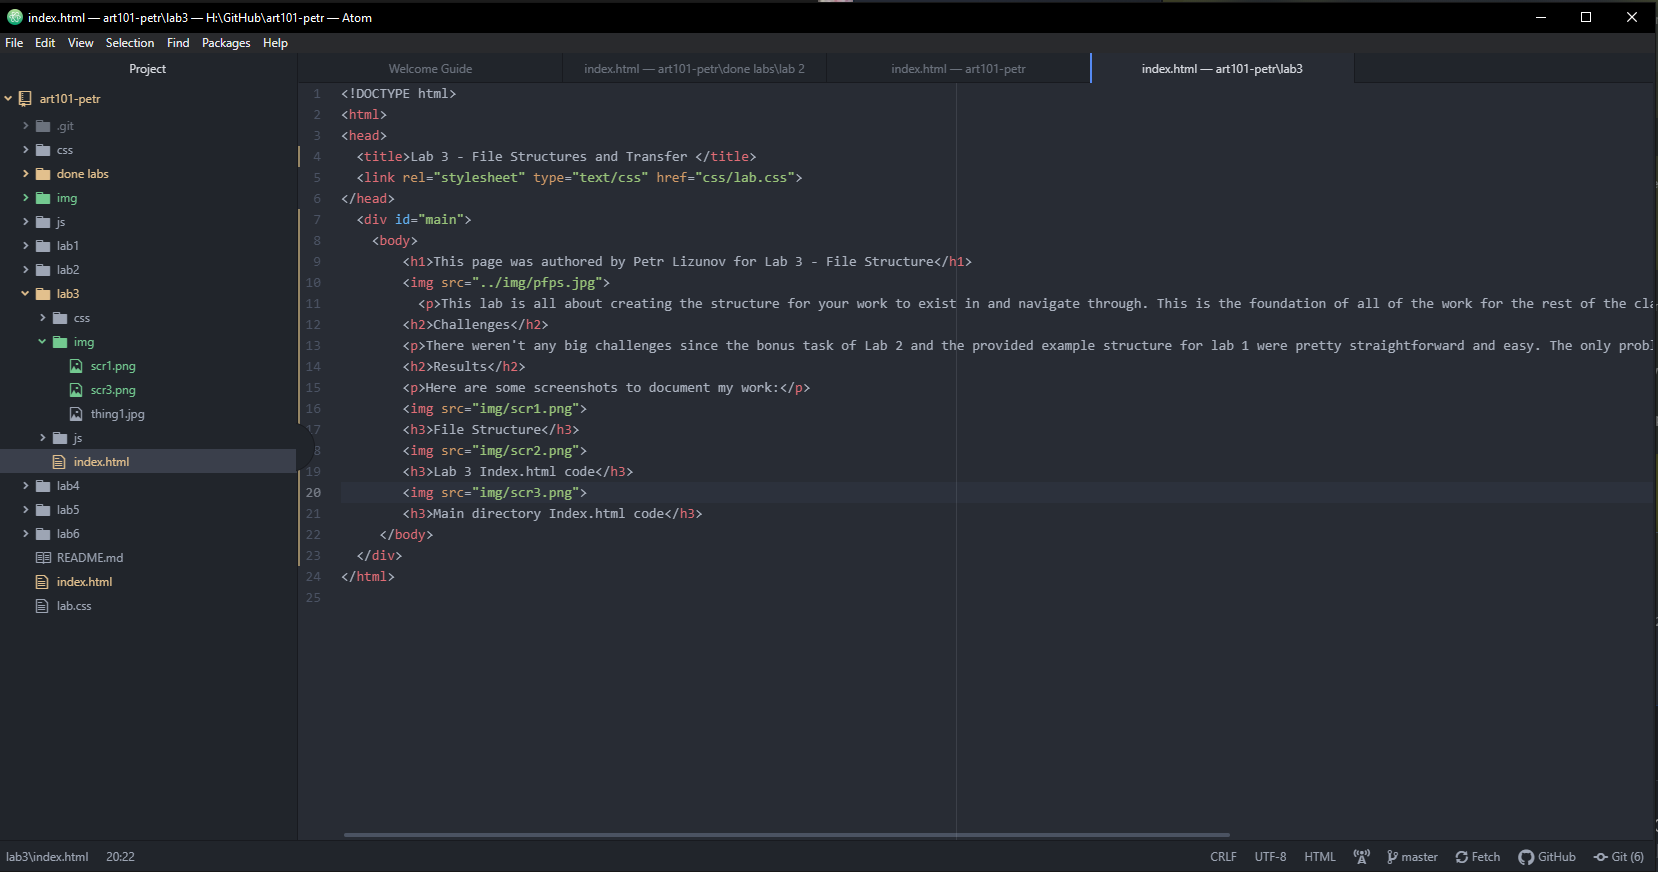 index.html — art101-petr\lab3 — H:\GitHub\art101-petr — Atom
File Edit View Selection Find Packages Help
Project
art101-petr
.git
css
done labs
img
js
lab1
lab2
lab3
css
img
scr1.png
scr3.png
thing1.jpg
js
index.html
lab4
lab5
lab6
README.md
index.html
lab.css
Welcome Guide
index.html — art101-petr\done labs\lab 2
index.html — art101-petr
index.html — art101-petr\lab3
1 <!DOCTYPE html>
2 <html>
3 <head>
4 <title>Lab 3 - File Structures and Transfer </title>
5 <link rel="stylesheet" type="text/css" href="css/lab.css">
6 </head>
7 <div id="main">
8 <body>
9 <h1>This page was authored by Petr Lizunov for Lab 3 - File Structure</h1>
10 <img src="../img/pfps.jpg">
11 <p>This lab is all about creating the structure for your work to exist in and navigate through. This is the foundation of all of the work for the rest of the cla
12 <h2>Challenges</h2>
13 <p>There weren't any big challenges since the bonus task of Lab 2 and the provided example structure for lab 1 were pretty straightforward and easy. The only probl
14 <h2>Results</h2>
15 <p>Here are some screenshots to document my work:</p>
16 <img src="img/scr1.png">
17 <h3>File Structure</h3>
8 <img src="img/scr2.png">
19 <h3>Lab 3 Index.html code</h3>
20 <img src="img/scr3.png">
21 <h3>Main directory Index.html code</h3>
22 </body>
23 </div>
24 </html>
25
lab3\index.html 20:22
CRLF UTF-8 HTML master Fetch GitHub Git (6)